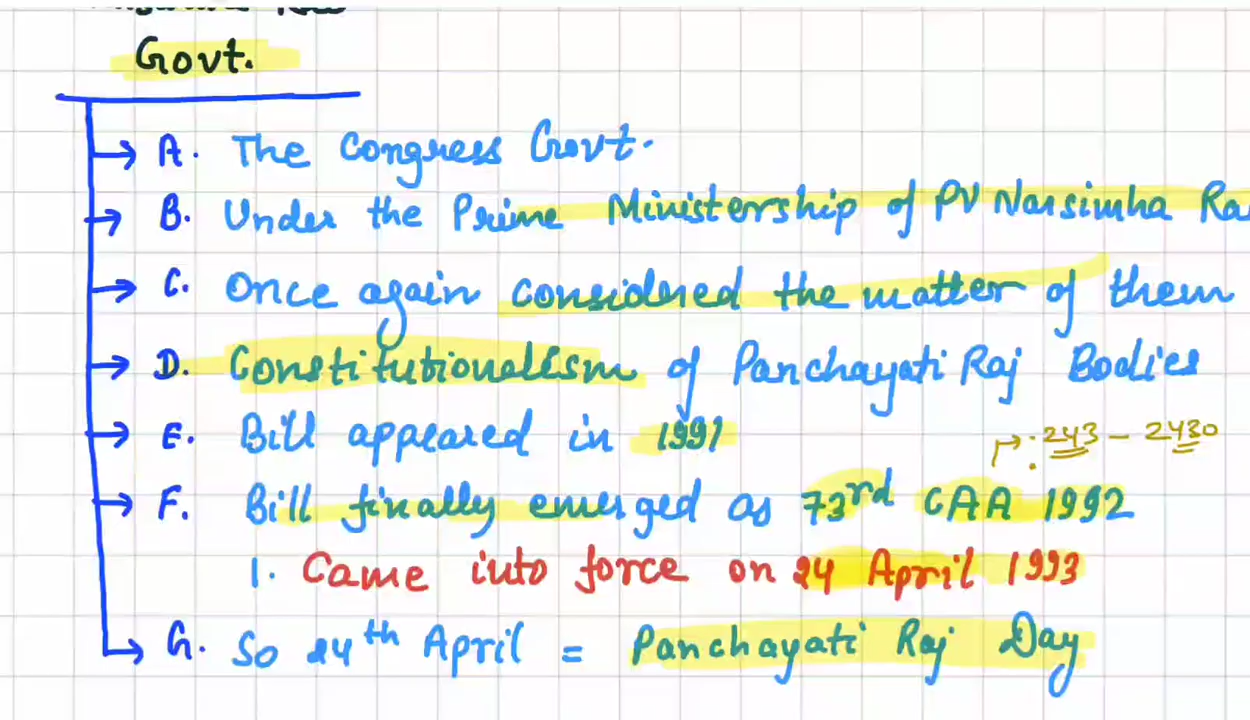 Govt.
A. The Congress Govt.
B. Under the Prime Ministership of PV Narsimha Ra
C. Once again considered the matter of them
D. Constitutionalism of Panchayati Raj Bodies
E. Bill appeared in 1991
243 - 2430
F. Bill finally emerged as 73rd CAA 1992
1. Came into force on 24 April 1993
G. So 24th April = Panchayati Raj Day